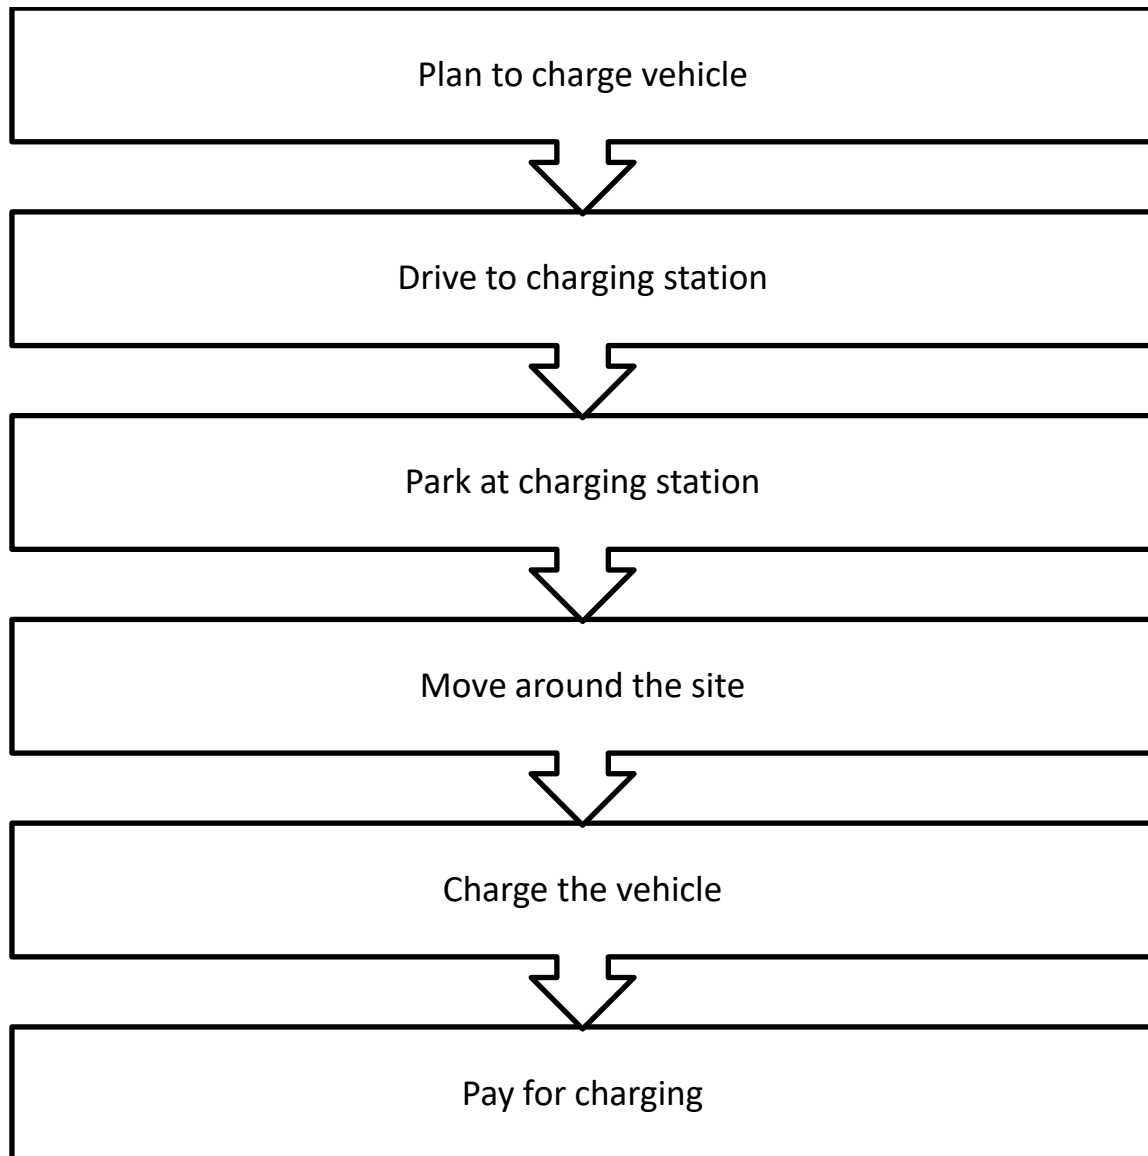 Plan to charge vehicle
Drive to charging station
Park at charging station
Move around the site
Charge the vehicle
Pay for charging